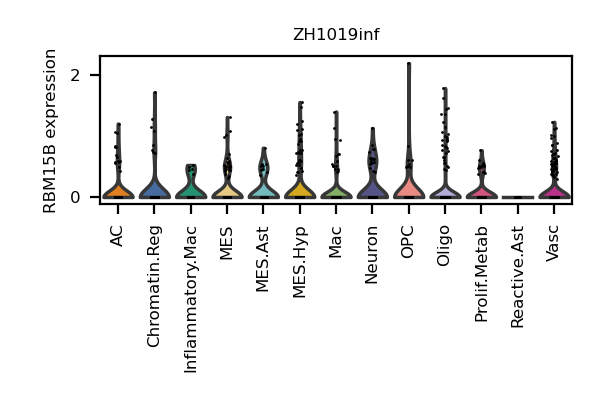 ZH1019inf
RBM15B expression
2
0
AC
Chromatin.Reg
Inflammatory.Mac
MES
MES.Ast
MES.Hyp
Mac
Neuron
OPC
Oligo
Prolif.Metab
Reactive.Ast
Vasc